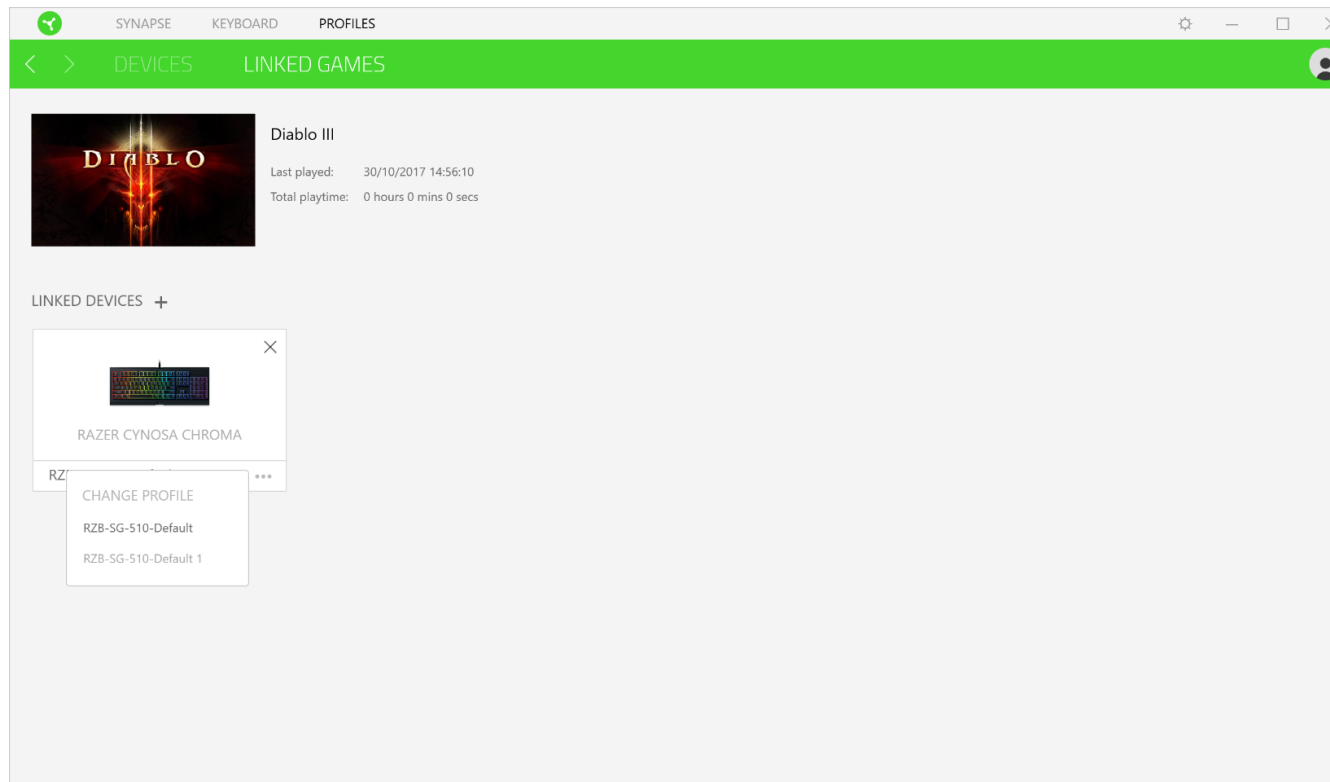 SYNAPSE KEYBOARD PROFILES
DEVICES LINKED GAMES
DIABLO
Diablo III
Last played: 30/10/2017 14:56:10
Total playtime: 0 hours 0 mins 0 secs
LINKED DEVICES +
RAZER CYNOSA CHROMA
CHANGE PROFILE
RZB-SG-510-Default
RZB-SG-510-Default 1